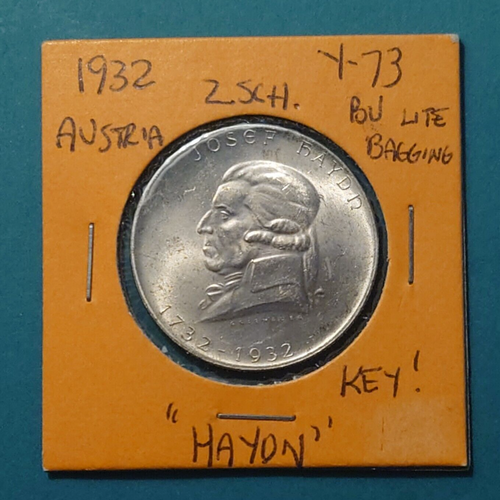 1932
AUSTRIA
2 SCH.
Y-73
BU LITE
BAGGING
JOSEF HAYDN
1732-1932
KEY!
"HAYDN"